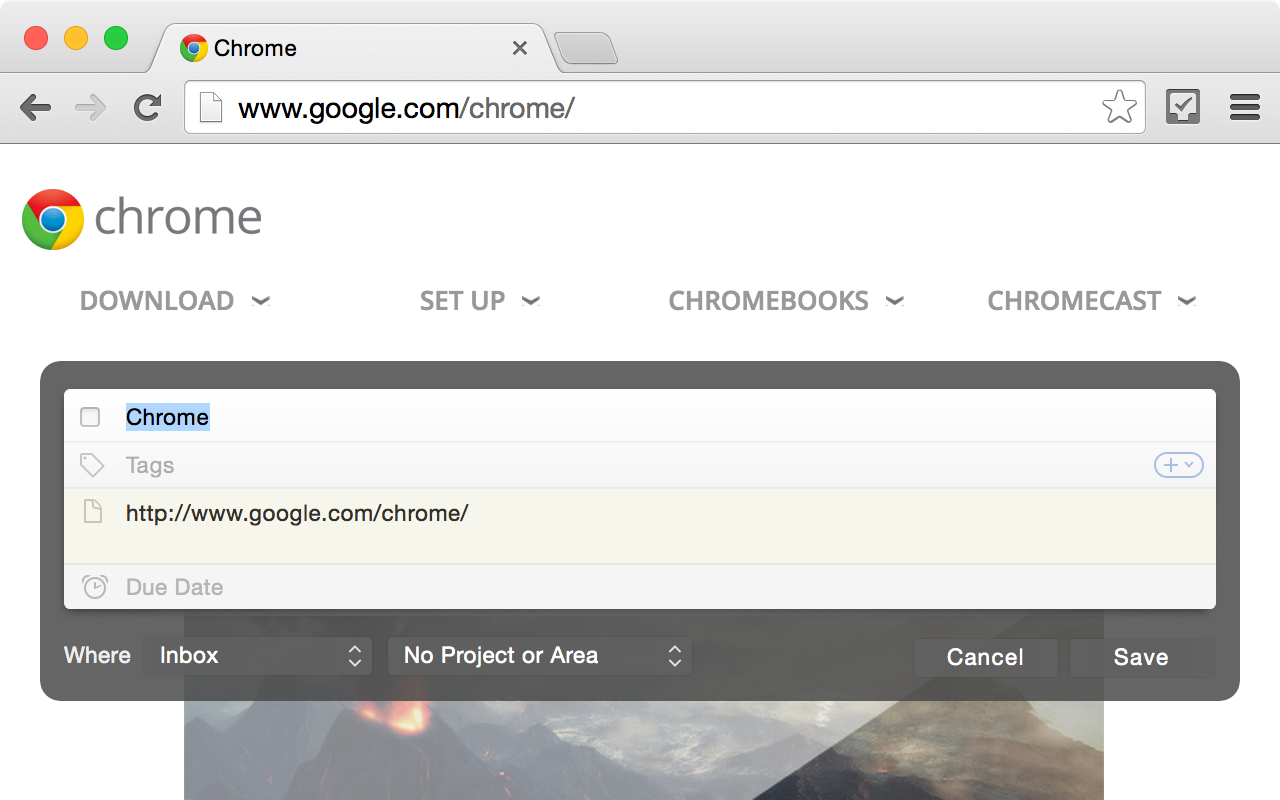 Chrome
www.google.com/chrome/
chrome
DOWNLOAD SET UP CHROMEBOOKS CHROMECAST
Chrome
Tags
http://www.google.com/chrome/
Due Date
Where Inbox No Project or Area Cancel Save